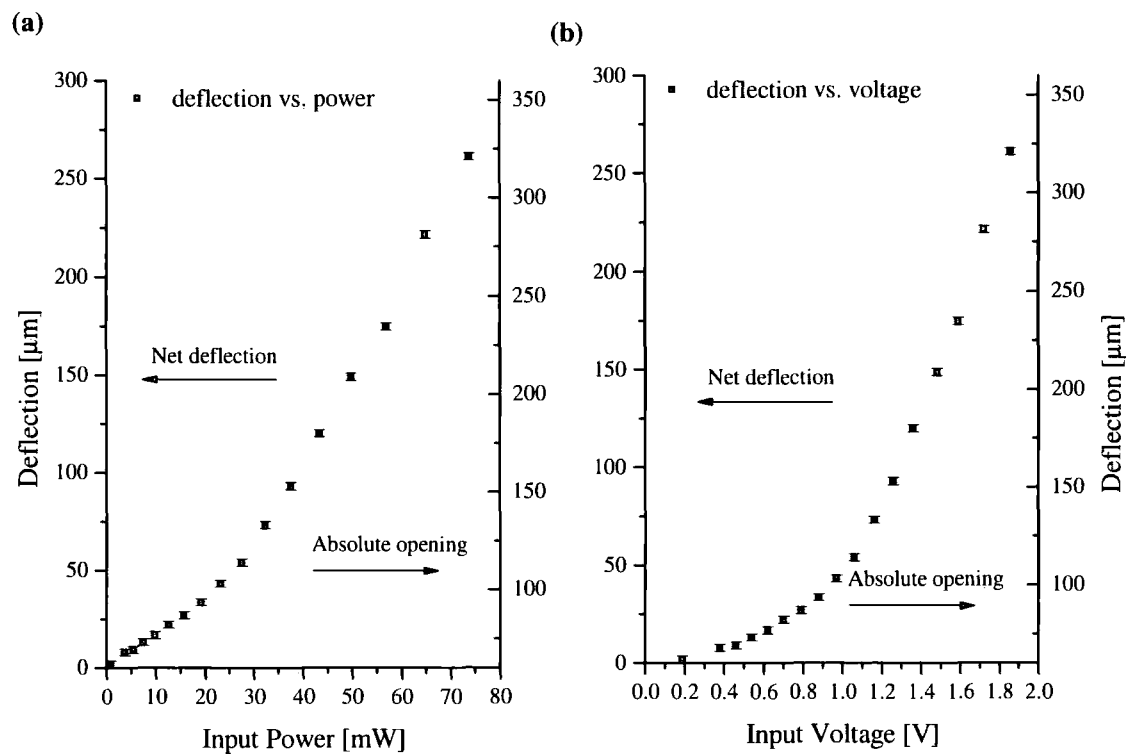 (a)
300
250
200
150
100
50
0
Deflection [µm]
deflection vs. power
Net deflection
Absolute opening
350
300
250
200
150
100
0 10 20 30 40 50 60 70 80
Input Power [mW]
(b)
300
250
200
150
100
50
0
deflection vs. voltage
Net deflection
Absolute opening
350
300
250
200
150
100
Deflection [µm]
0.0 0.2 0.4 0.6 0.8 1.0 1.2 1.4 1.6 1.8 2.0
Input Voltage [V]